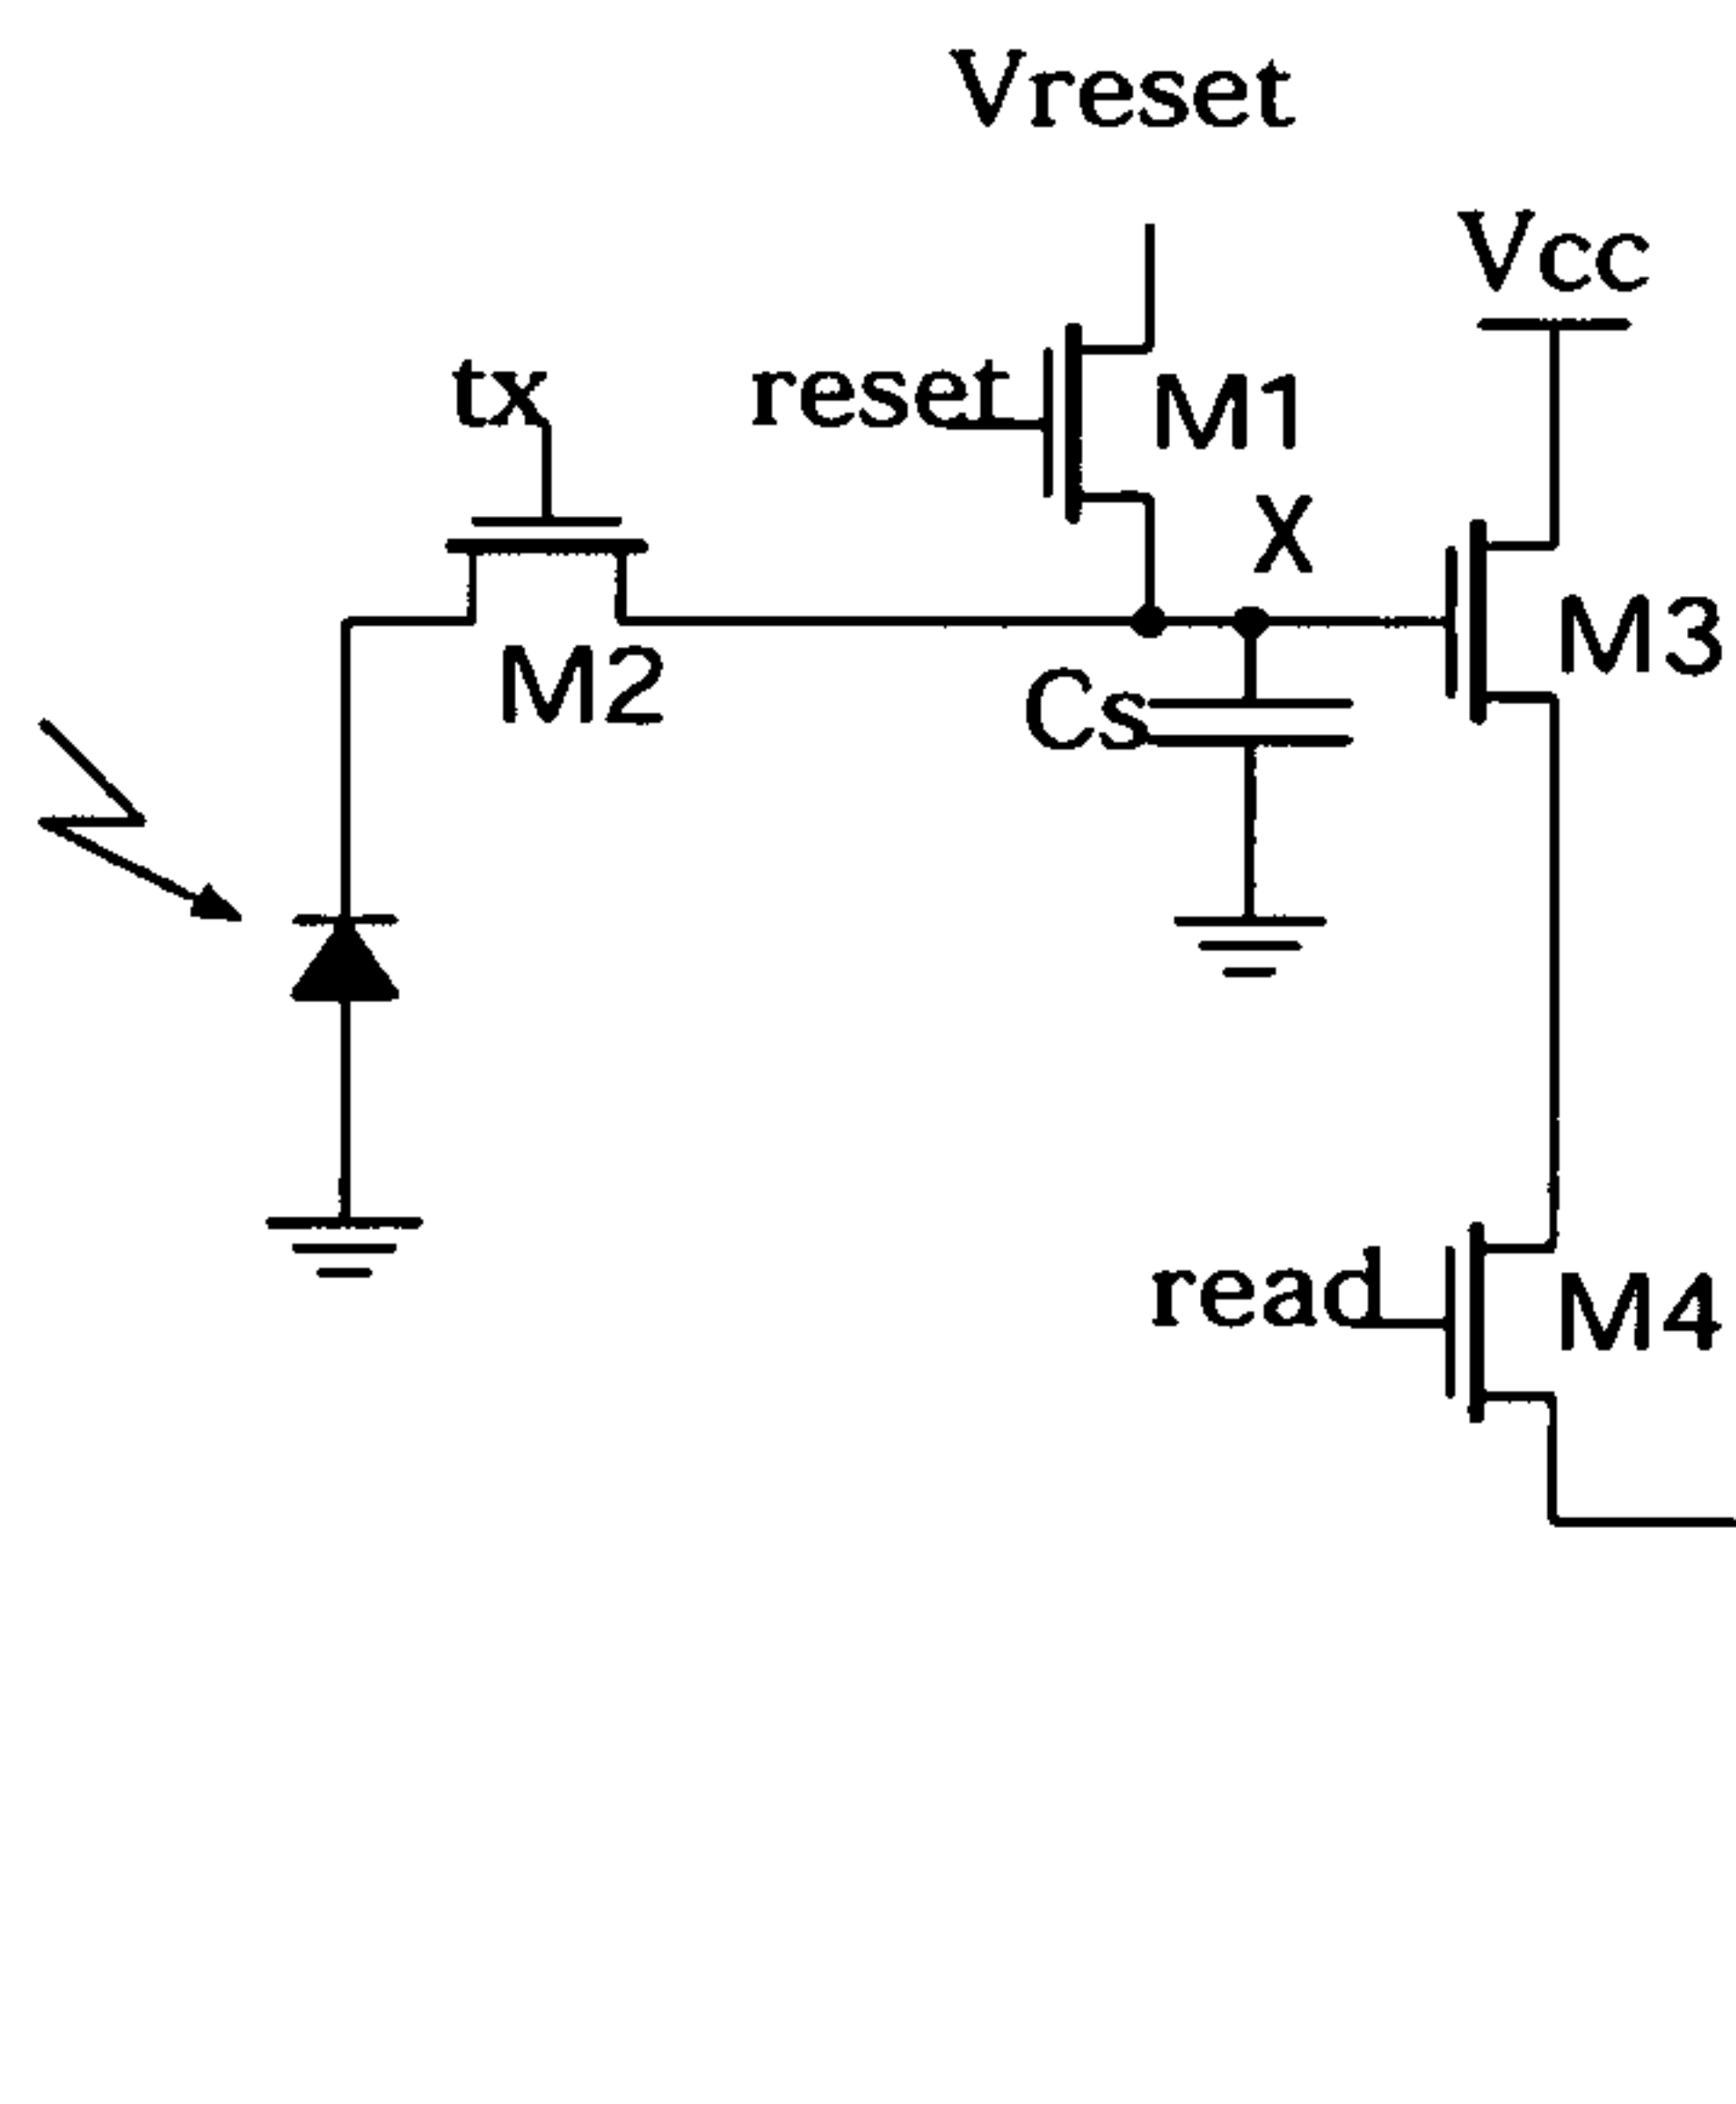 Vreset
Vcc
tx
reset
M1
X
M3
M2
Cs
read
M4